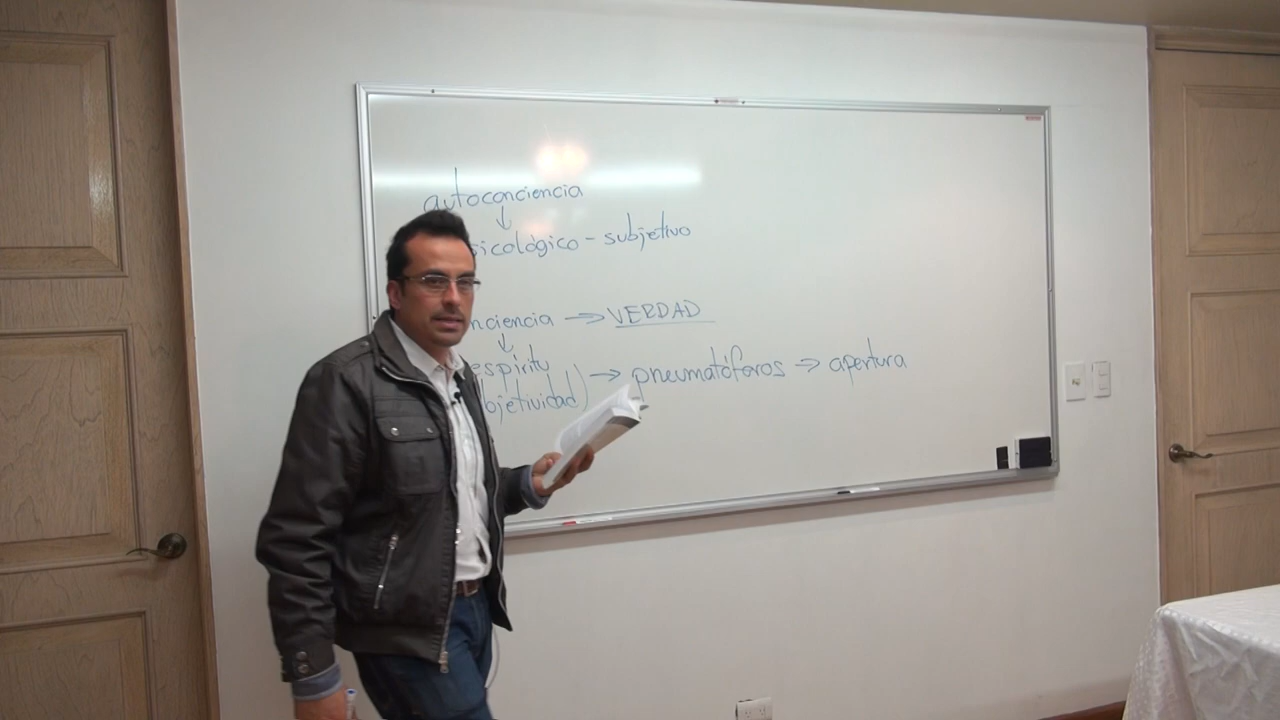 autoconciencia
↓
sicológico - subjetivo
nciencia → VERDAD
↓
espíritu
bjetividad) → pneumatóforos → apertura